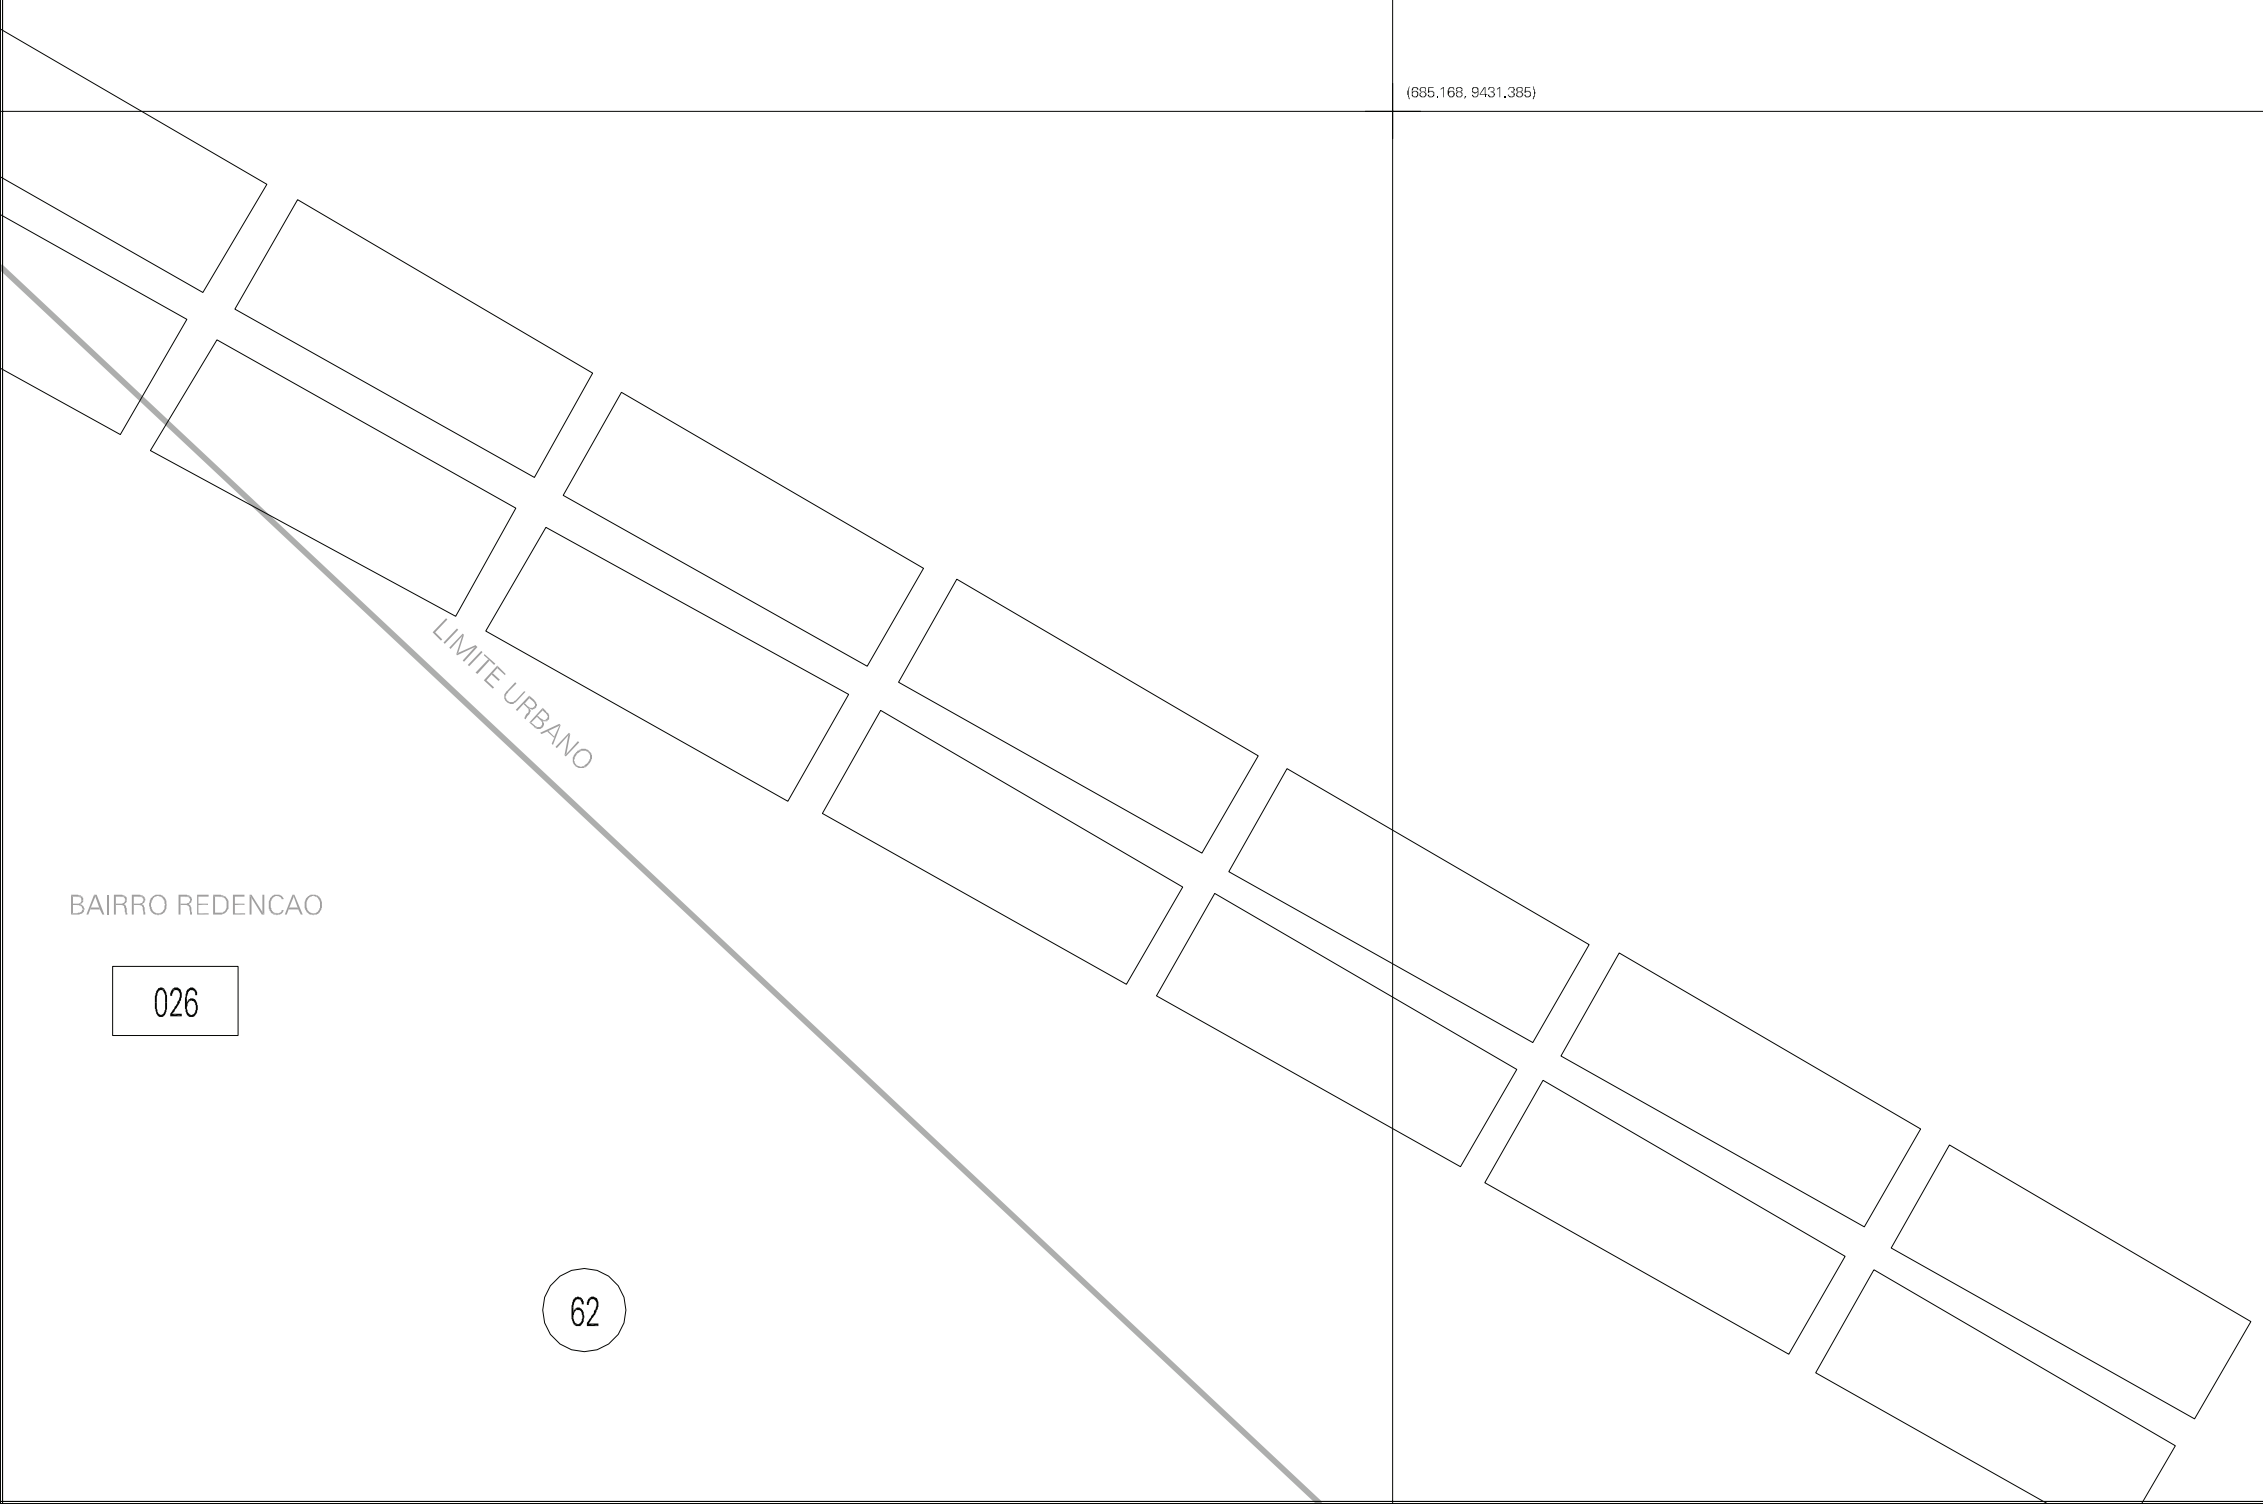 (685.168, 9431.385)
LIMITE URBANO
BAIRRO REDENCAO
026
62